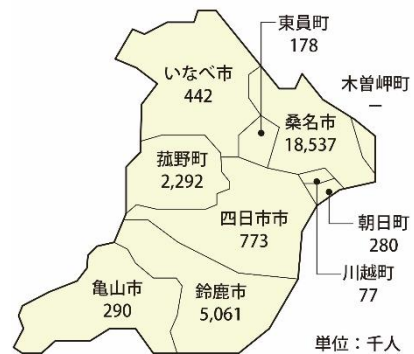 東員町
178
いなべ市
442
木曽岬町
－
桑名市
18,537
菰野町
2,292
四日市市
773
朝日町
280
川越町
77
亀山市
290
鈴鹿市
5,061
単位：千人